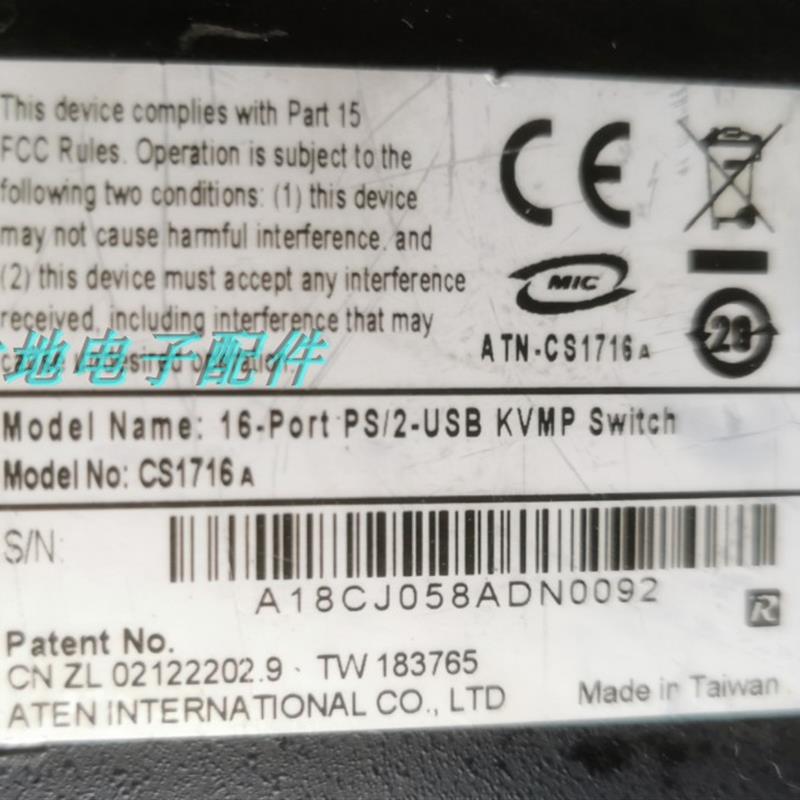 This device complies with Part 15
FCC Rules. Operation is subject to the
following two conditions: (1) this device
may not cause harmful interference, and
(2) this device must accept any interference
received, including interference that may
operation.
地电子配件
CE
MIC
ATN-CS1716A
Model Name: 16-Port PS/2-USB KVMP Switch
Model No: CS1716A
S/N:
A18CJ058ADN0092
R
Patent No.
CN ZL 02122202.9 · TW 183765
ATEN INTERNATIONAL CO., LTD
Made in Taiwan